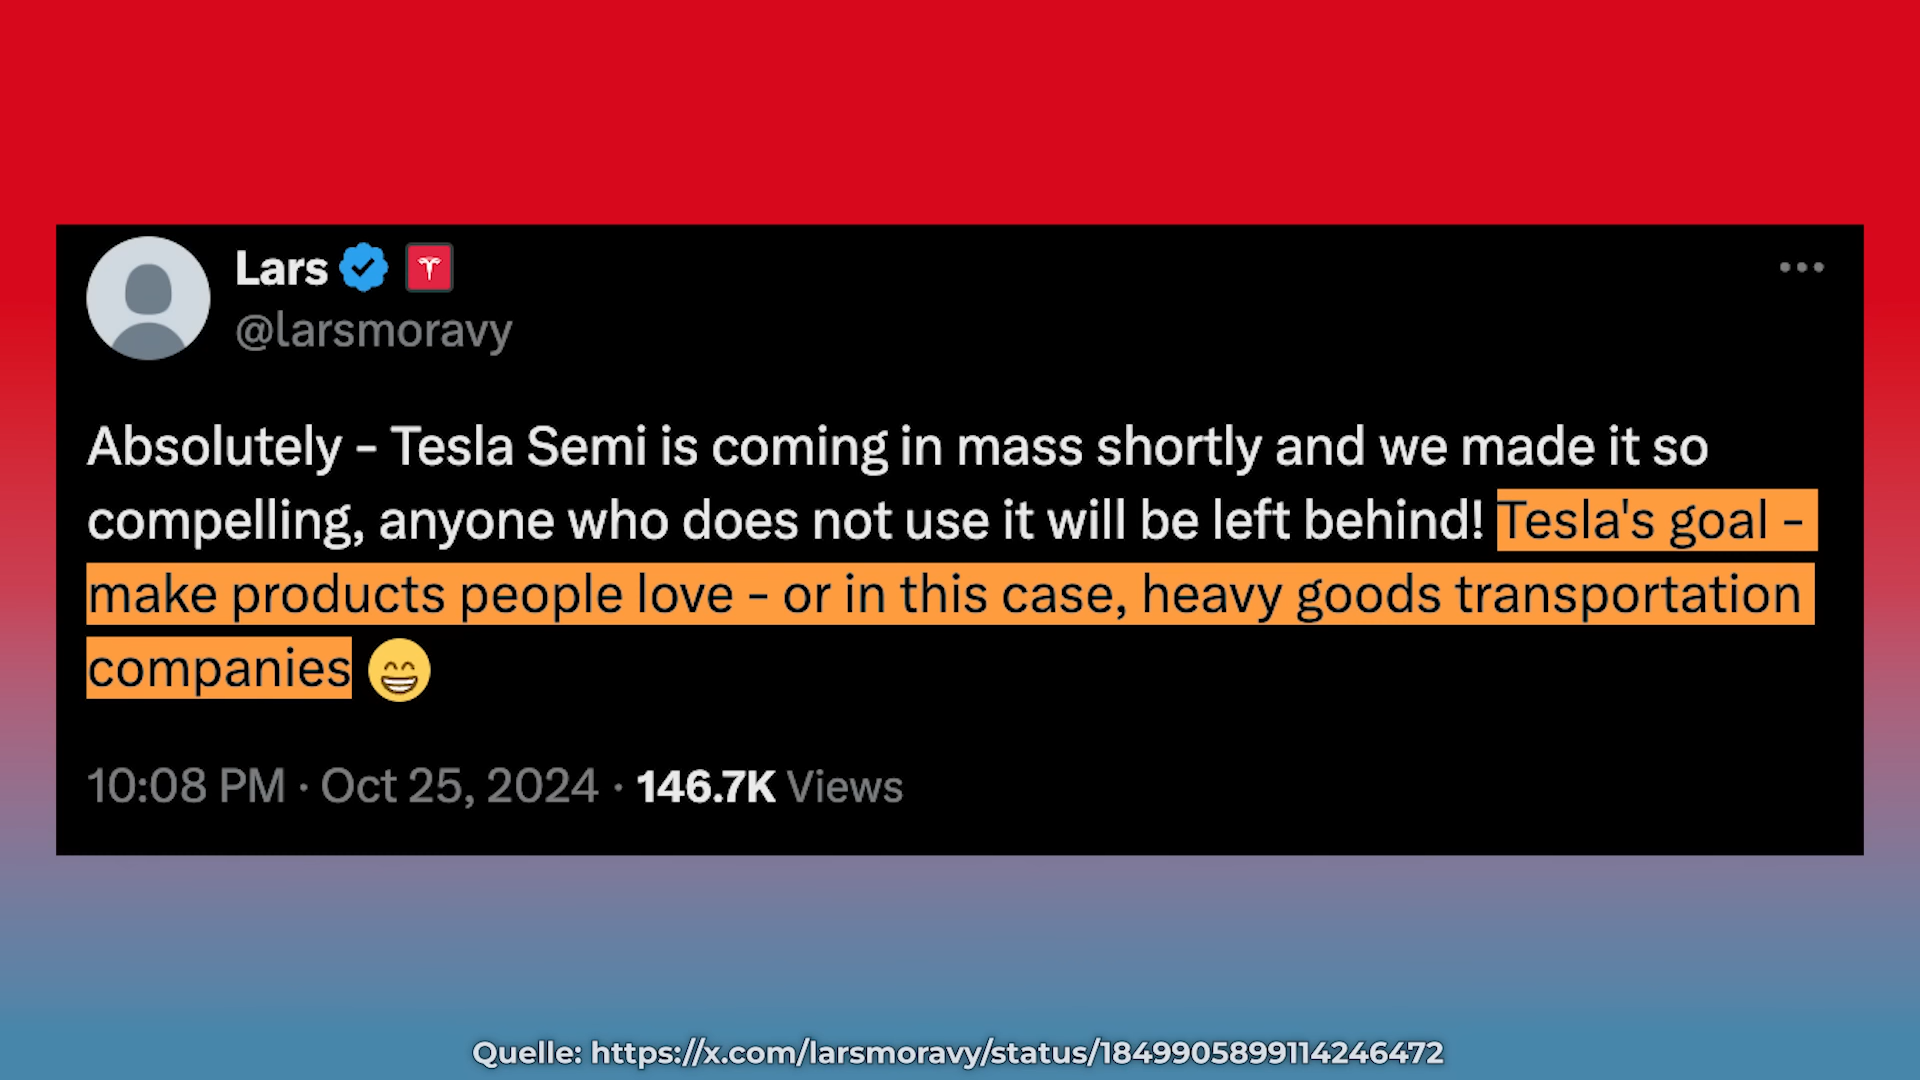 Lars
@larsmoravy
Absolutely - Tesla Semi is coming in mass shortly and we made it so
compelling, anyone who does not use it will be left behind! Tesla's goal -
make products people love - or in this case, heavy goods transportation
companies 😁
10:08 PM · Oct 25, 2024 · 146.7K Views
Quelle: https://x.com/larsmoravy/status/1849905899114246472